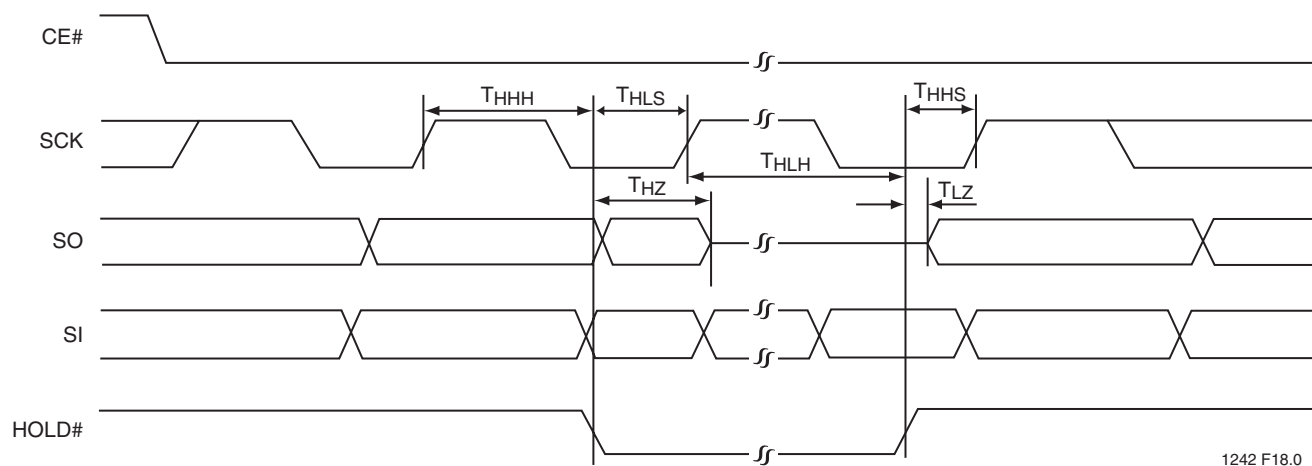 CE#
THHH
THLS
THHS
SCK
THLH
THZ
TLZ
SO
SI
HOLD#
1242 F18.0